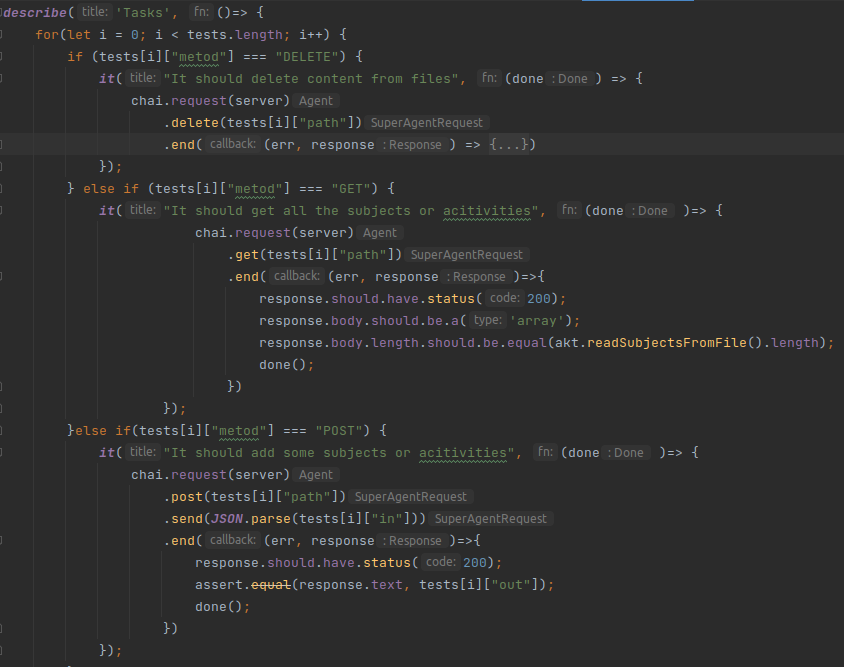 describe( title: 'Tasks', fn: ()=> {
for(let i = 0; i < tests.length; i++) {
if (tests[i]["metod"] === "DELETE") {
it( title: "It should delete content from files", fn: (done : Done ) => {
chai.request(server) Agent
.delete(tests[i]["path"]) SuperAgentRequest
.end( callback: (err, response : Response ) => {...})
});
} else if (tests[i]["metod"] === "GET") {
it( title: "It should get all the subjects or acitivities", fn: (done : Done )=> {
chai.request(server) Agent
.get(tests[i]["path"]) SuperAgentRequest
.end( callback: (err, response : Response )=>{
response.should.have.status( code: 200);
response.body.should.be.a( type: 'array');
response.body.length.should.be.equal(akt.readSubjectsFromFile().length);
done();
})
});
}else if(tests[i]["metod"] === "POST") {
it( title: "It should add some subjects or acitivities", fn: (done : Done )=> {
chai.request(server) Agent
.post(tests[i]["path"]) SuperAgentRequest
.send(JSON.parse(tests[i]["in"])) SuperAgentRequest
.end( callback: (err, response : Response )=>{
response.should.have.status( code: 200);
assert.equal(response.text, tests[i]["out"]);
done();
})
});